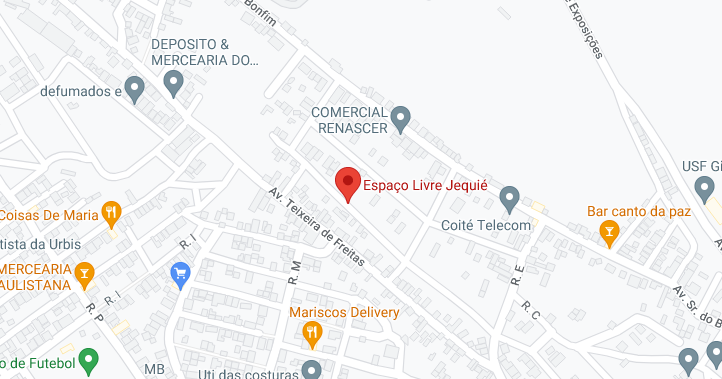 Bonfim
e Exposições
DEPOSITO &
MERCEARIA DO...
defumados e
COMERCIAL
RENASCER
USF Gi
Espaço Livre Jequié
Av. Teixeira de Freitas
Coisas De Maria
Coité Telecom
Bar canto da paz
tista da Urbis
R. I
MERCEARIA
AULISTANA
R. I
R. M
R. E
R. P
R. C
Av. Sr. do B
A
Mariscos Delivery
o de Futebol
MB
Uti das costuras